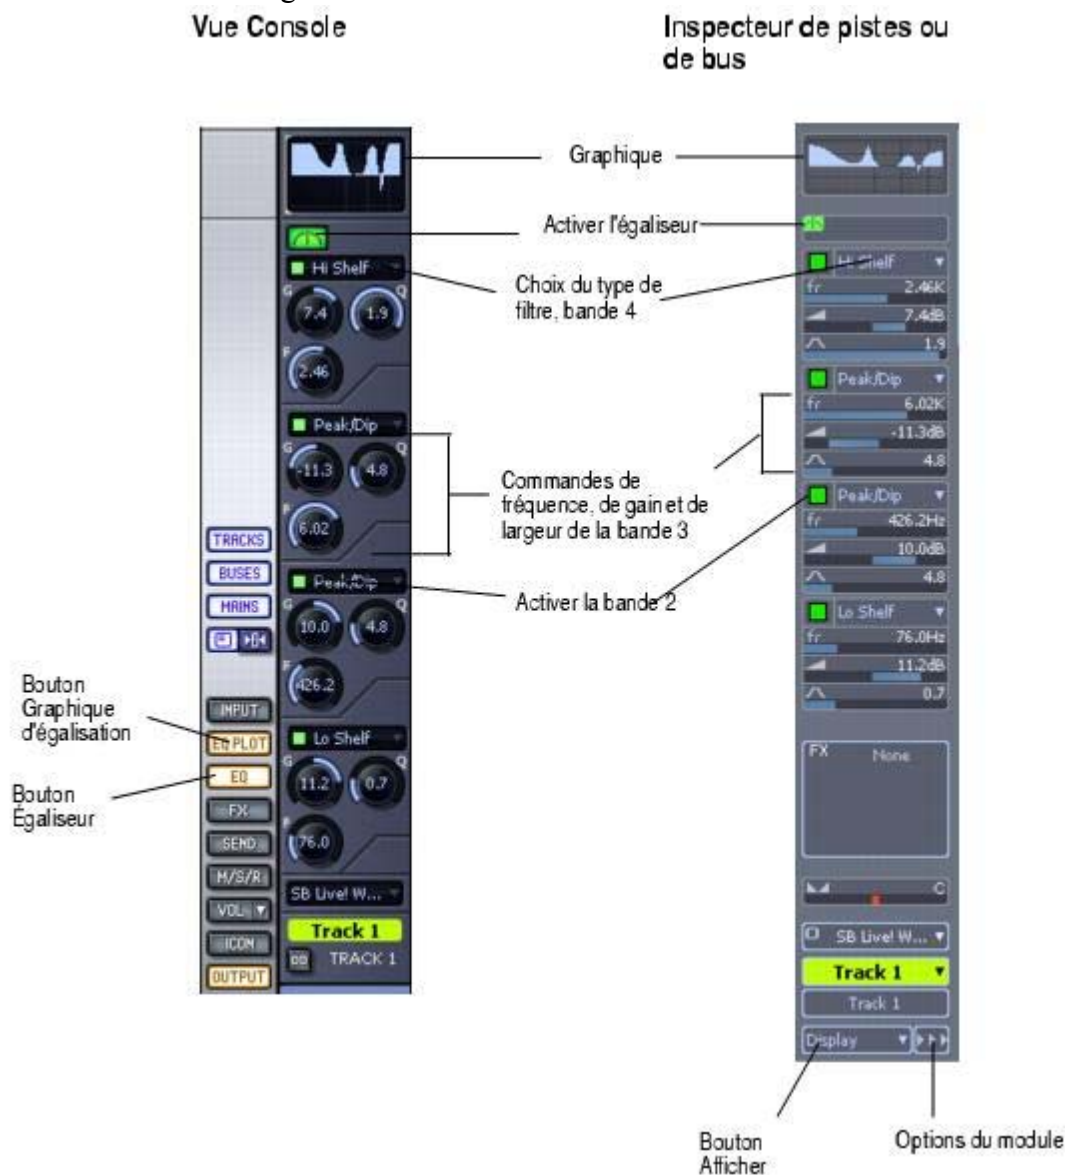 Vue Console
Inspecteur de pistes ou
de bus
Graphique
Activer l'égaliseur
Choix du type de
filtre, bande 4
Commandes de
fréquence, de gain et de
largeur de la bande 3
Activer la bande 2
Bouton
Graphique
d'égalisation
Bouton
Égaliseur
TRACKS
BUSES
MAINS
INPUT
EQ PLOT
EQ
FX
SEND
M/S/R
VOL
ICON
OUTPUT
Hi Shelf
G Q
7.4 1.9
F
2.46
Peak/Dip
G Q
-11.3 4.8
F
6.02
Peak/Dip
G Q
10.0 4.8
F
426.2
Lo Shelf
G Q
11.2 0.7
F
76.0
SB Live! W...
Track 1
TRACK 1
Hi Shelf
fr 2.46K
7.4dB
1.9
Peak/Dip
fr 6.02K
-11.3dB
4.8
Peak/Dip
fr 426.2Hz
10.0dB
4.8
Lo Shelf
fr 76.0Hz
11.2dB
0.7
FX None
C
SB Live! W...
Track 1
Track 1
Display
Bouton
Afficher
Options du module